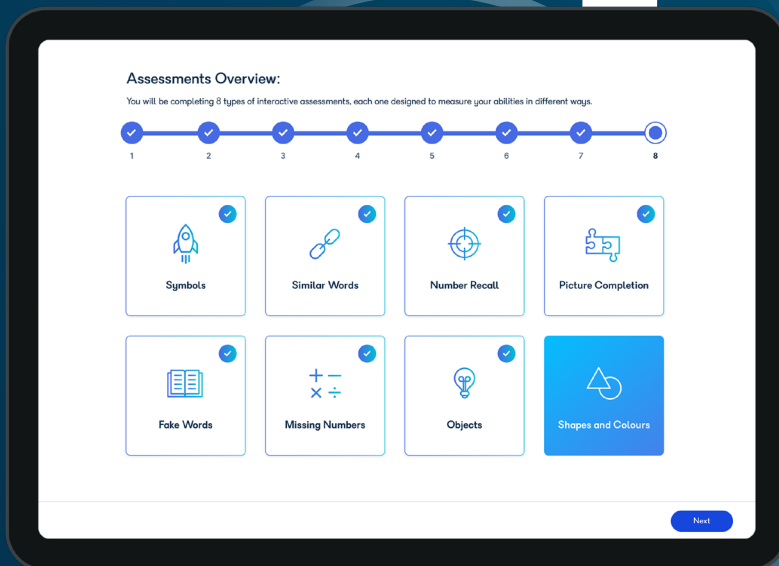 Assessments Overview:
You will be completing 8 types of interactive assessments, each one designed to measure your abilities in different ways.
1 2 3 4 5 6 7 8
Symbols Similar Words Number Recall Picture Completion
Fake Words Missing Numbers Objects Shapes and Colours
Next